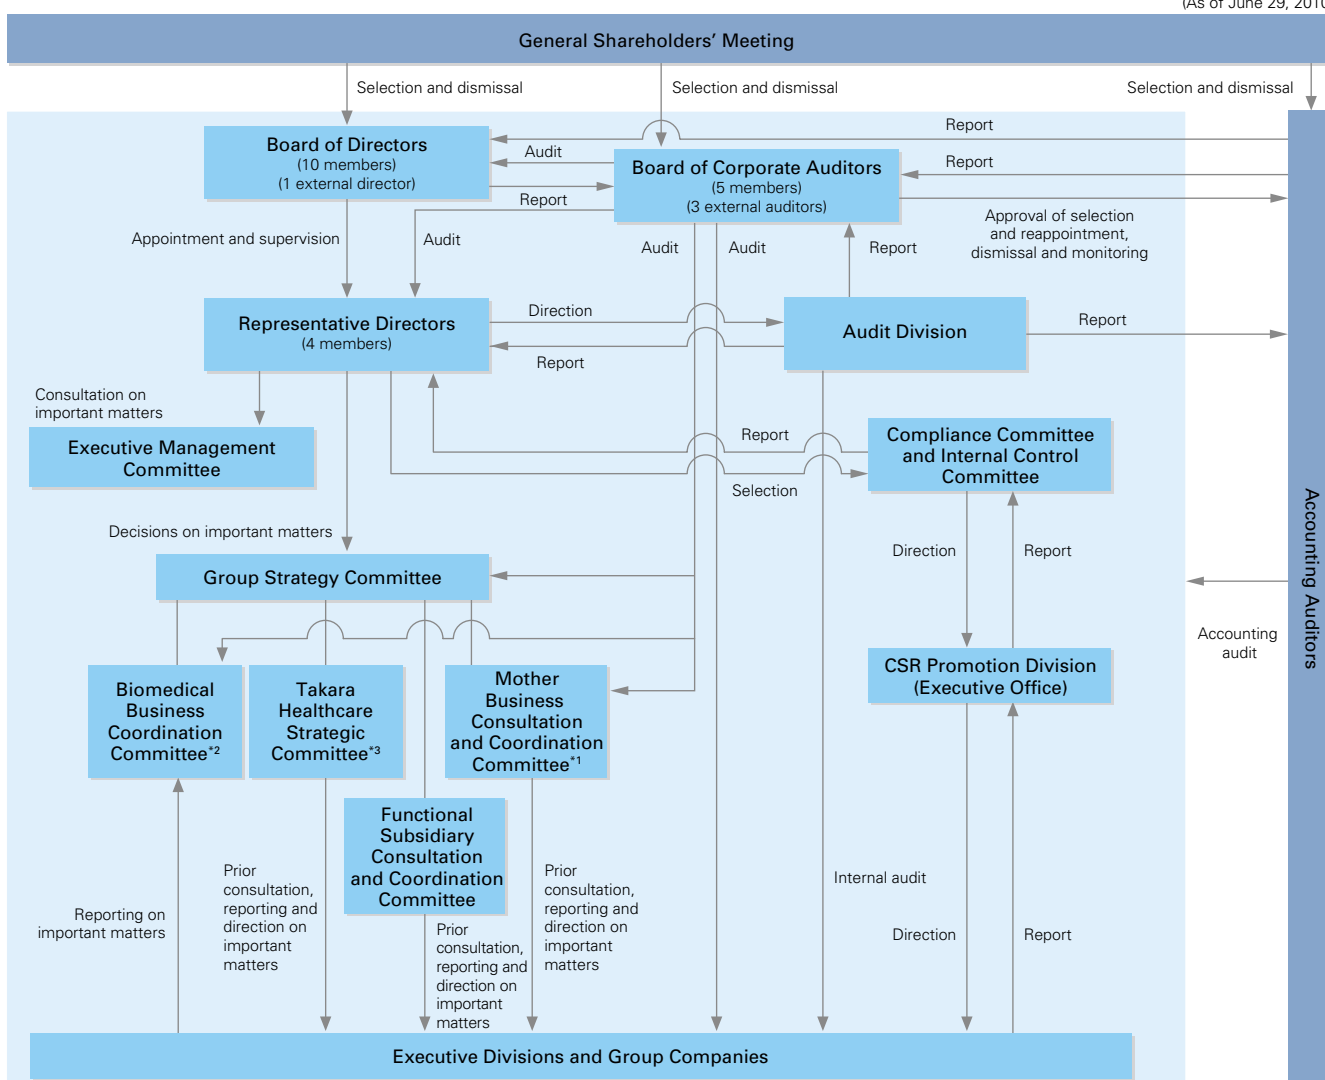 (As of June 29, 2010
General Shareholders' Meeting
Selection and dismissal
Selection and dismissal
Selection and dismissal
Board of Directors
(10 members)
(1 external director)
Audit
Report
Board of Corporate Auditors
(5 members)
(3 external auditors)
Report
Report
Approval of selection
and reappointment,
dismissal and monitoring
Appointment and supervision
Audit
Audit
Audit
Report
Representative Directors
(4 members)
Direction
Report
Audit Division
Report
Consultation on
important matters
Executive Management
Committee
Report
Selection
Compliance Committee
and Internal Control
Committee
Decisions on important matters
Direction
Report
Group Strategy Committee
Accounting Auditors
Accounting
audit
CSR Promotion Division
(Executive Office)
Biomedical
Business
Coordination
Committee*2
Takara
Healthcare
Strategic
Committee*3
Mother
Business
Consultation
and Coordination
Committee*1
Functional
Subsidiary
Consultation
and Coordination
Committee
Reporting on
important matters
Prior
consultation,
reporting and
direction on
important
matters
Prior
consultation,
reporting and
direction on
important
matters
Prior
consultation,
reporting and
direction on
important
matters
Internal audit
Direction
Report
Executive Divisions and Group Companies